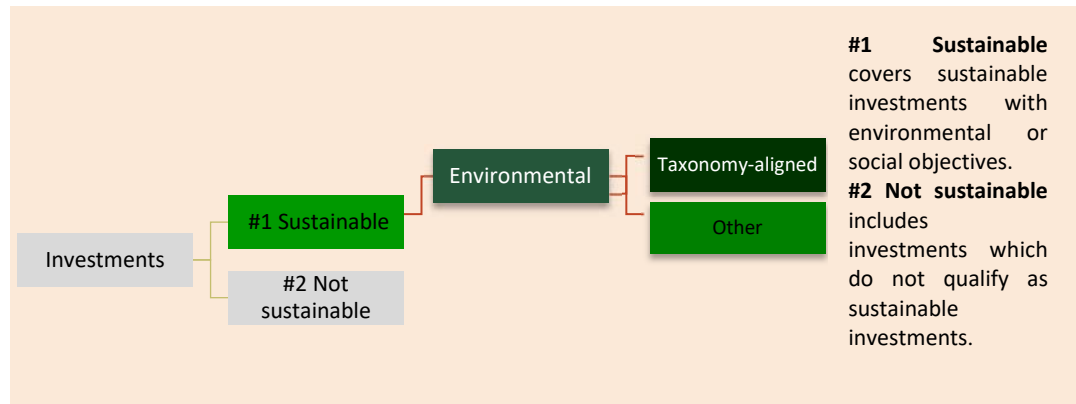 Investments
#1 Sustainable
#2 Not
sustainable
Environmental
Taxonomy-aligned
Other
#1 Sustainable
covers sustainable
investments with
environmental or
social objectives.
#2 Not sustainable
includes
investments which
do not qualify as
sustainable
investments.